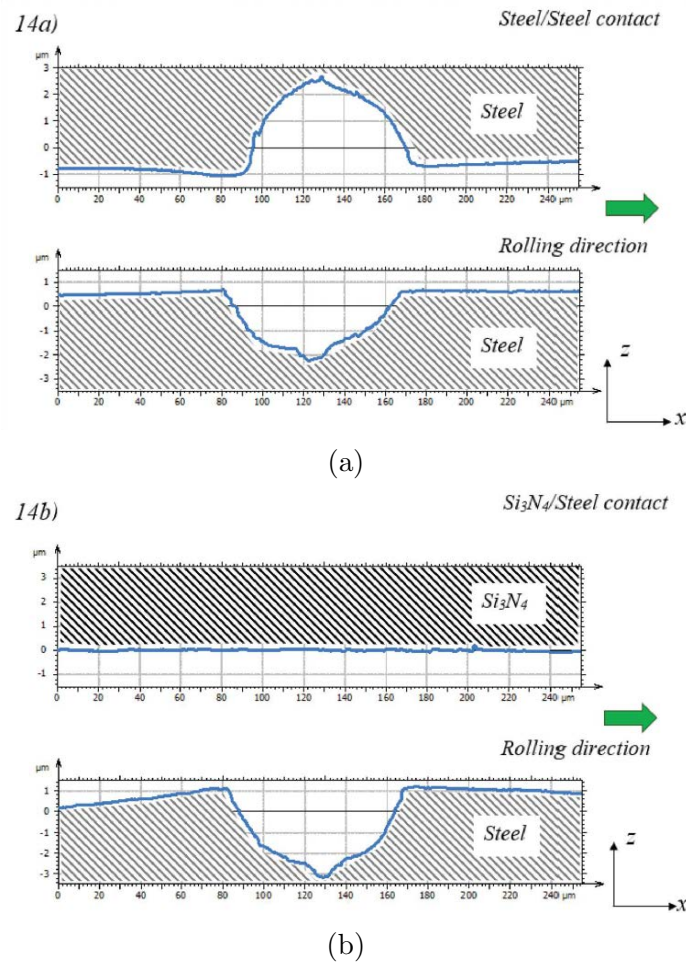 14a)
Steel/Steel contact
µm
3
2
1
0
-1
Steel
0 20 40 60 80 100 120 140 160 180 200 220 240 µm
Rolling direction
µm
1
0
-1
-2
-3
Steel
0 20 40 60 80 100 120 140 160 180 200 220 240 µm
z
x
(a)
14b)
Si₃N₄/Steel contact
µm
3
2
1
0
-1
Si₃N₄
0 20 40 60 80 100 120 140 160 180 200 220 240 µm
Rolling direction
µm
1
0
-1
-2
-3
Steel
0 20 40 60 80 100 120 140 160 180 200 220 240 µm
z
x
(b)